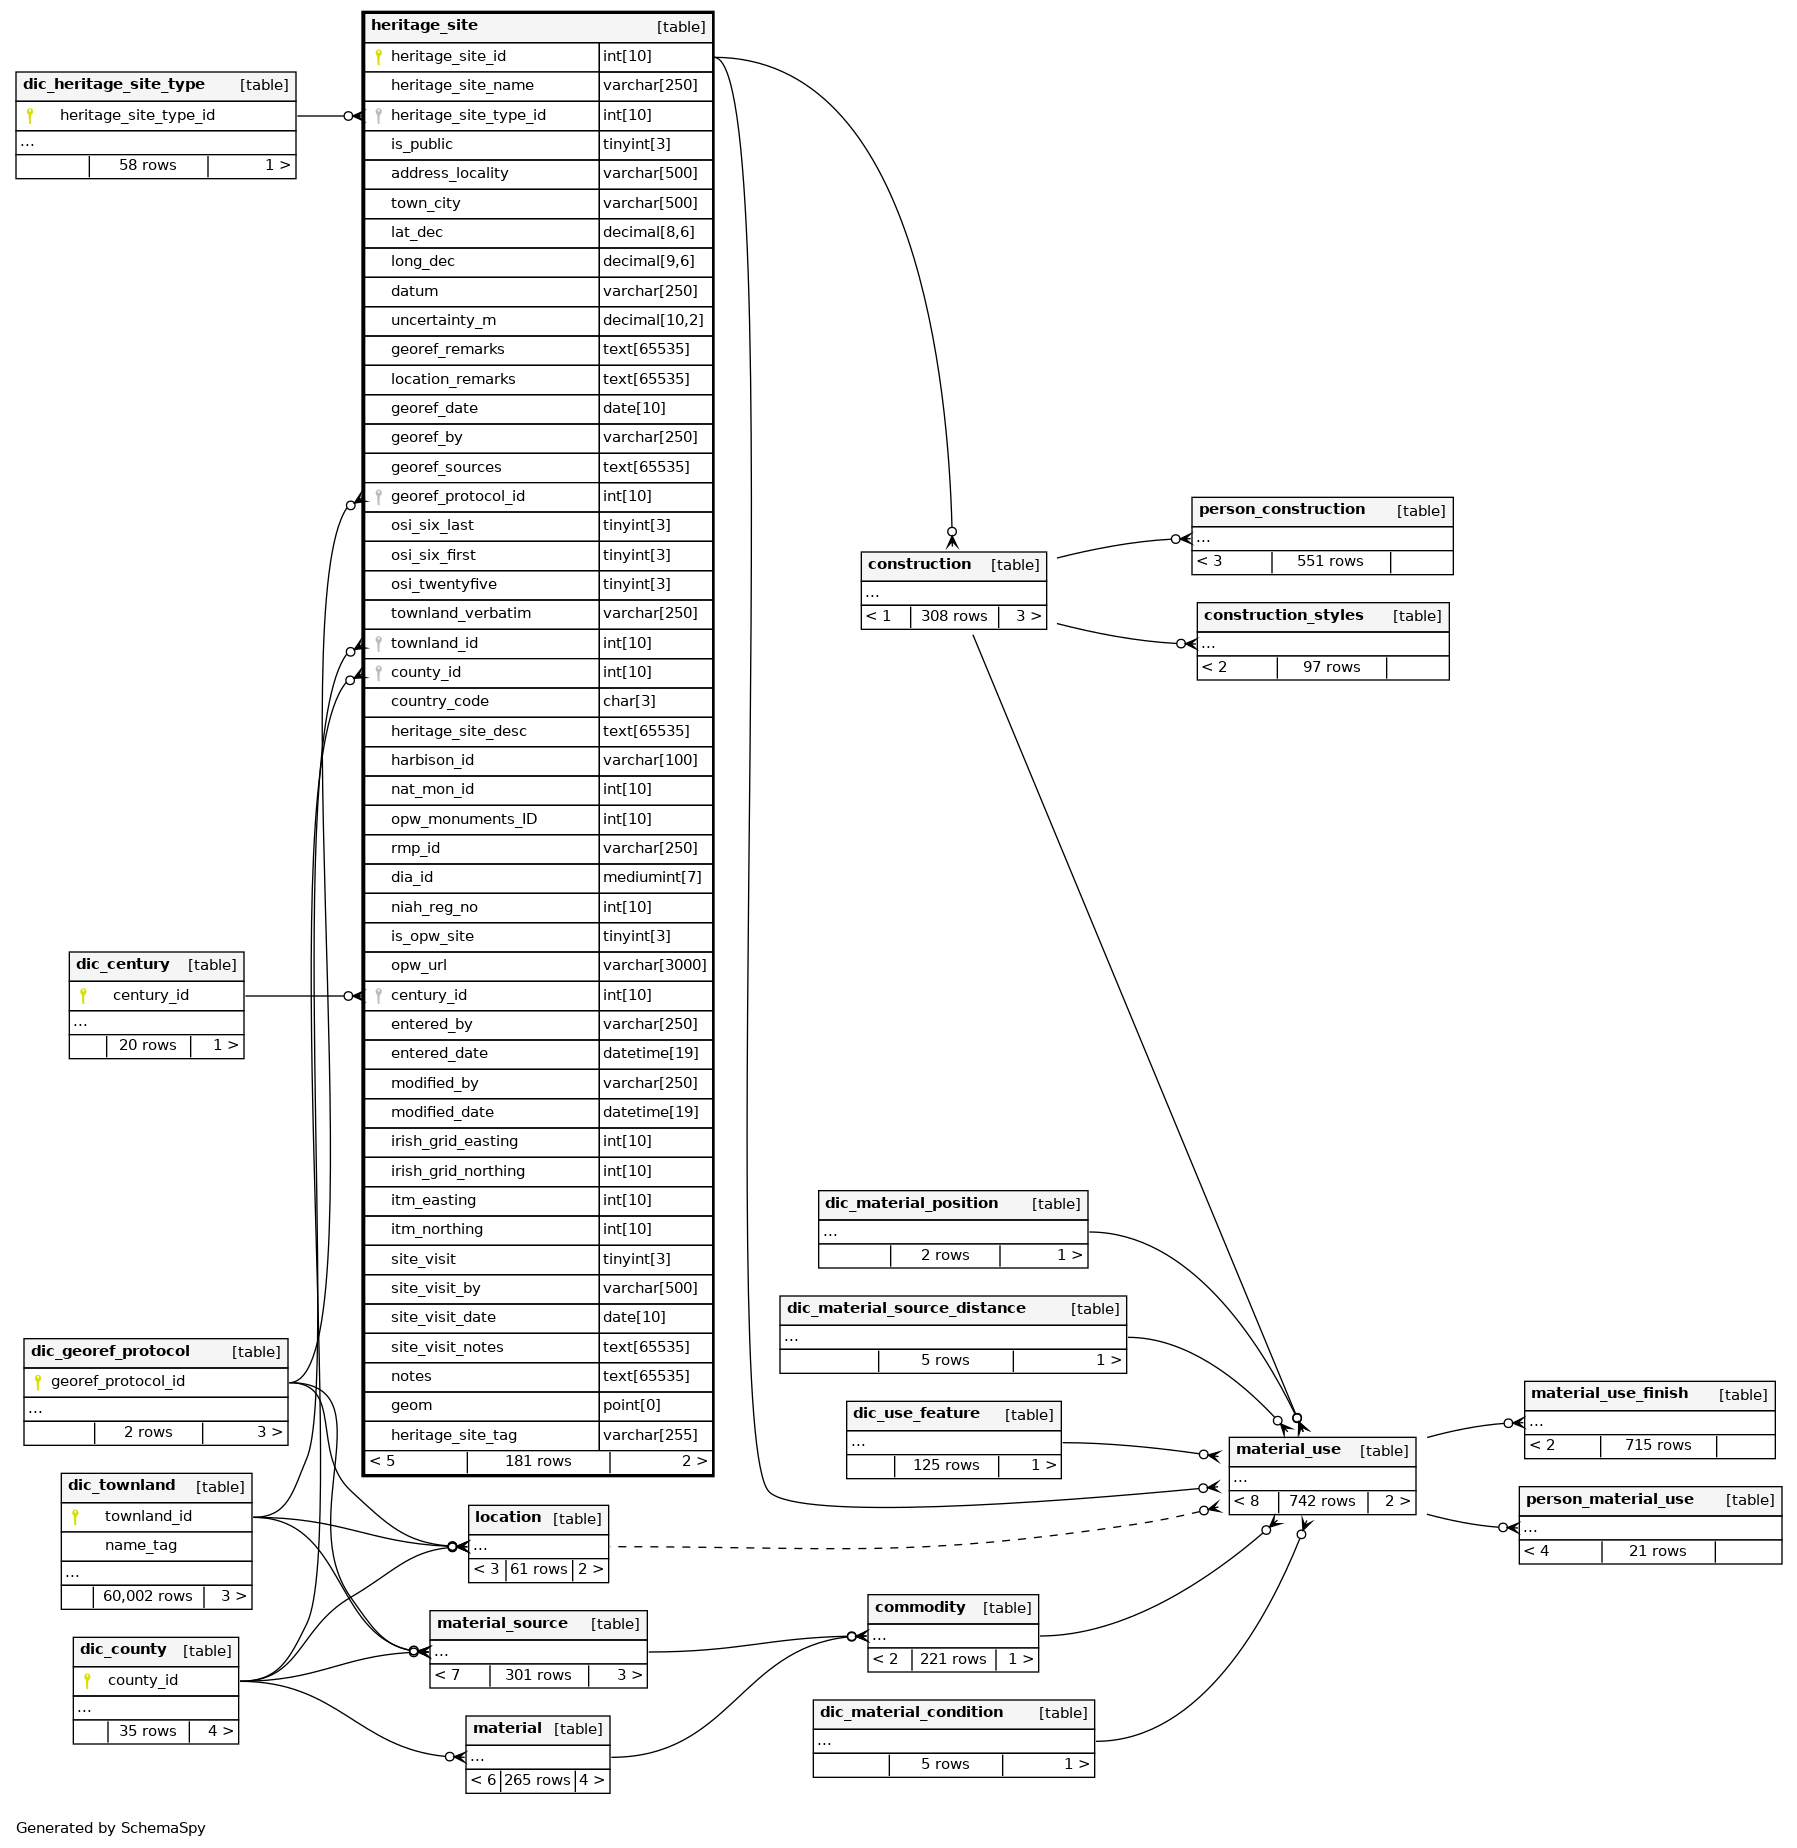 heritage_site [table]
heritage_site_id int[10]
heritage_site_name varchar[250]
heritage_site_type_id int[10]
is_public tinyint[3]
address_locality varchar[500]
town_city varchar[500]
lat_dec decimal[8,6]
long_dec decimal[9,6]
datum varchar[250]
uncertainty_m decimal[10,2]
georef_remarks text[65535]
location_remarks text[65535]
georef_date date[10]
georef_by varchar[250]
georef_sources text[65535]
georef_protocol_id int[10]
osi_six_last tinyint[3]
osi_six_first tinyint[3]
osi_twentyfive tinyint[3]
townland_verbatim varchar[250]
townland_id int[10]
county_id int[10]
country_code char[3]
heritage_site_desc text[65535]
harbison_id varchar[100]
nat_mon_id int[10]
opw_monuments_ID int[10]
rmp_id varchar[250]
dia_id mediumint[7]
niah_reg_no int[10]
is_opw_site tinyint[3]
opw_url varchar[3000]
century_id int[10]
entered_by varchar[250]
entered_date datetime[19]
modified_by varchar[250]
modified_date datetime[19]
irish_grid_easting int[10]
irish_grid_northing int[10]
itm_easting int[10]
itm_northing int[10]
site_visit tinyint[3]
site_visit_by varchar[500]
site_visit_date date[10]
site_visit_notes text[65535]
notes text[65535]
geom point[0]
heritage_site_tag varchar[255]
< 5 181 rows 2 >
dic_heritage_site_type [table]
heritage_site_type_id
...
58 rows 1 >
dic_century [table]
century_id
...
20 rows 1 >
dic_georef_protocol [table]
georef_protocol_id
...
2 rows 3 >
dic_townland [table]
townland_id
name_tag
...
60,002 rows 3 >
dic_county [table]
county_id
...
35 rows 4 >
location [table]
...
< 3 61 rows 2 >
material_source [table]
...
< 7 301 rows 3 >
material [table]
...
< 6 265 rows 4 >
construction [table]
...
< 1 308 rows 3 >
person_construction [table]
...
< 3 551 rows
construction_styles [table]
...
< 2 97 rows
dic_material_position [table]
...
2 rows 1 >
dic_material_source_distance [table]
...
5 rows 1 >
dic_use_feature [table]
...
125 rows 1 >
material_use [table]
...
< 8 742 rows 2 >
material_use_finish [table]
...
< 2 715 rows
person_material_use [table]
...
< 4 21 rows
commodity [table]
...
< 2 221 rows 1 >
dic_material_condition [table]
...
5 rows 1 >
Generated by SchemaSpy